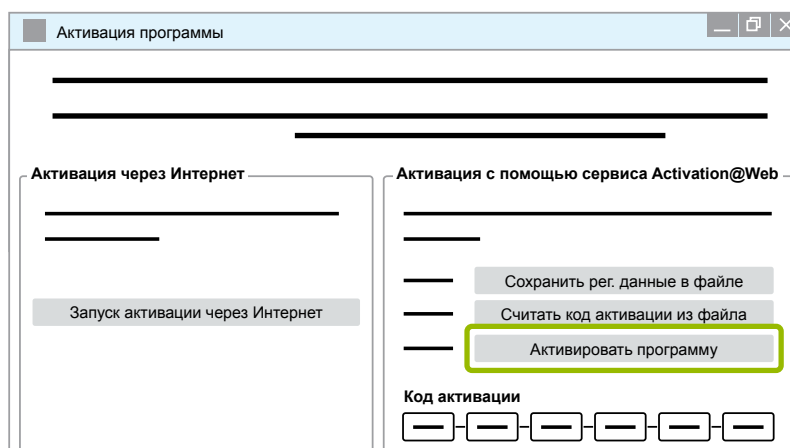 Активация программы
Активация через Интернет
Активация с помощью сервиса Activation@Web
Сохранить рег. данные в файле
Запуск активации через Интернет
Считать код активации из файла
Активировать программу
Код активации